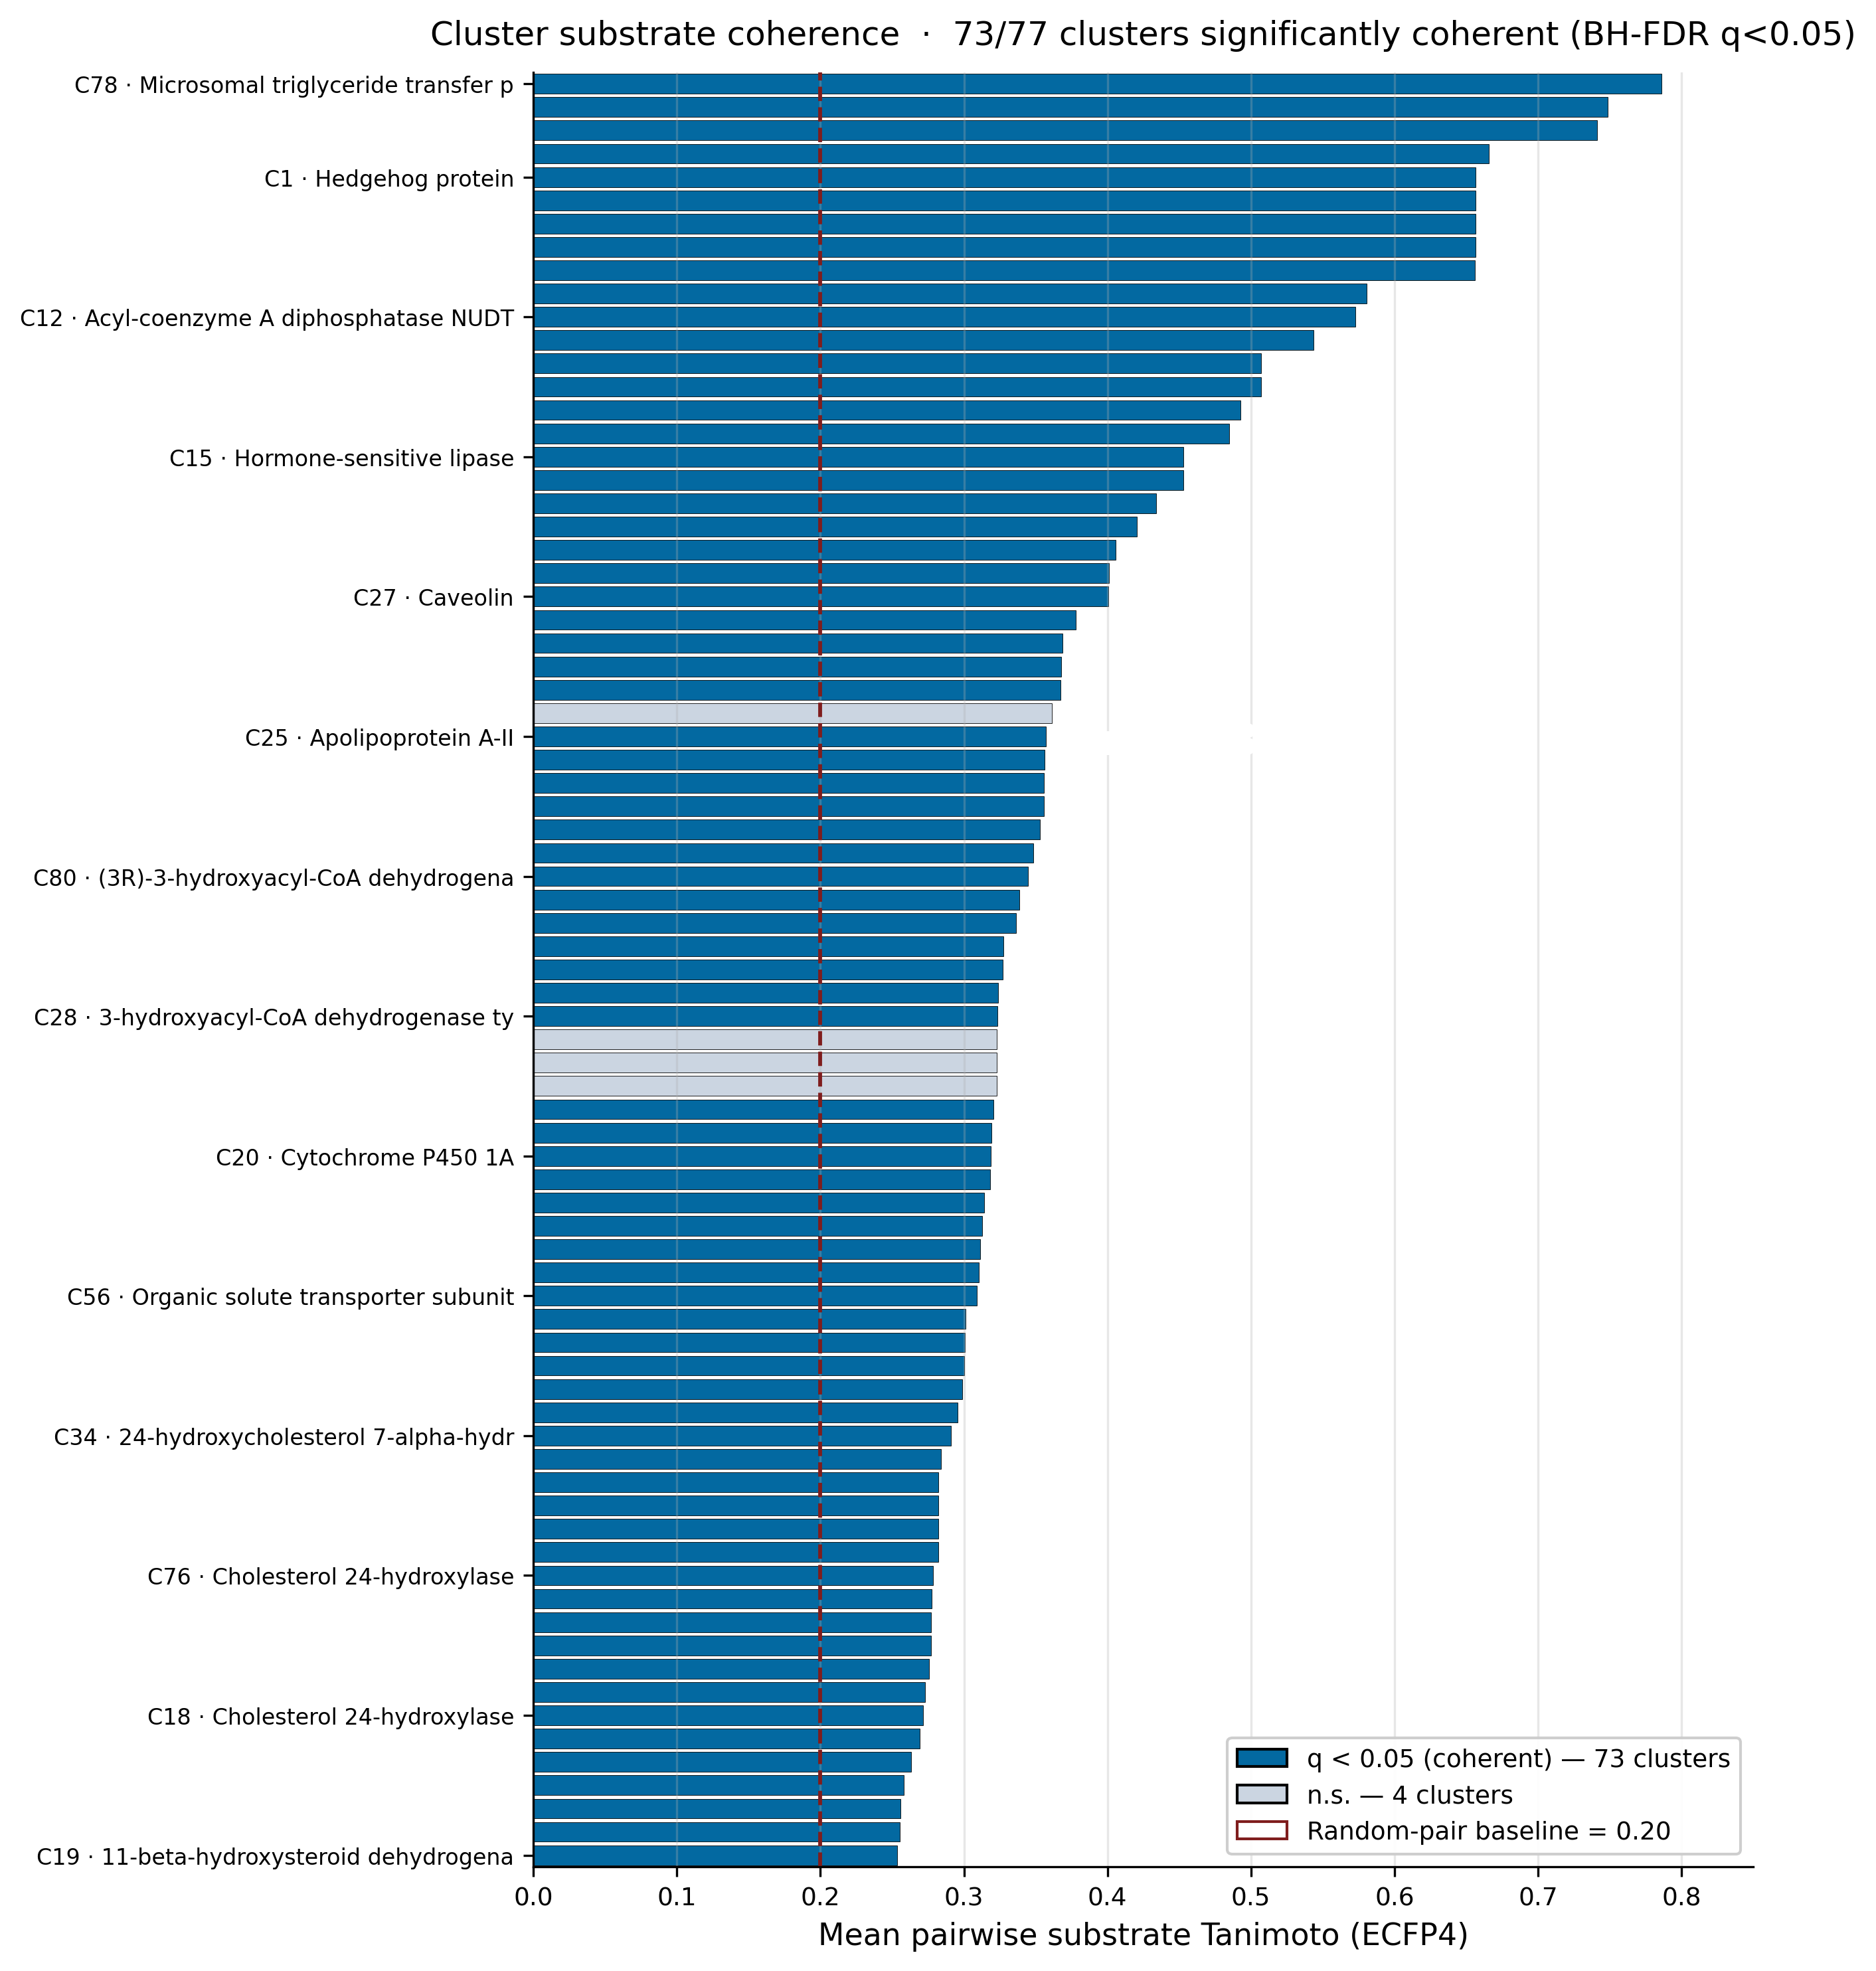 Cluster substrate coherence · 73/77 clusters significantly coherent (BH-FDR q<0.05)
C78 · Microsomal triglyceride transfer p
C1 · Hedgehog protein
C12 · Acyl-coenzyme A diphosphatase NUDT
C15 · Hormone-sensitive lipase
C27 · Caveolin
C25 · Apolipoprotein A-II
C80 · (3R)-3-hydroxyacyl-CoA dehydrogena
C28 · 3-hydroxyacyl-CoA dehydrogenase ty
C20 · Cytochrome P450 1A
C56 · Organic solute transporter subunit
C34 · 24-hydroxycholesterol 7-alpha-hydr
C76 · Cholesterol 24-hydroxylase
C18 · Cholesterol 24-hydroxylase
C19 · 11-beta-hydroxysteroid dehydrogena
q < 0.05 (coherent) — 73 clusters
n.s. — 4 clusters
Random-pair baseline = 0.20
0.0 0.1 0.2 0.3 0.4 0.5 0.6 0.7 0.8
Mean pairwise substrate Tanimoto (ECFP4)